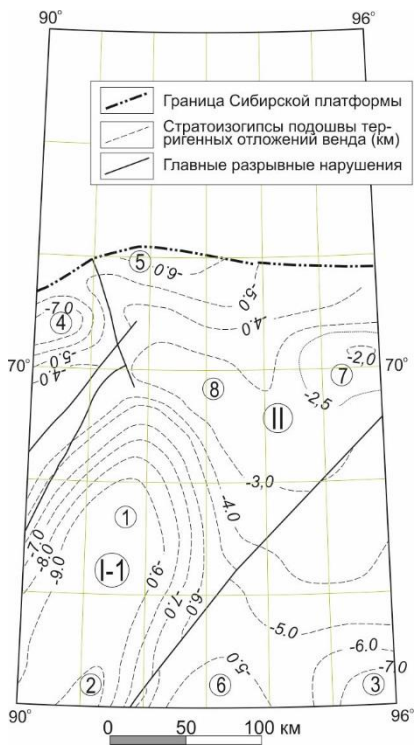 90° 96°
Граница Сибирской платформы
Стратоизогипсы подошвы тер-
ригенных отложений венда (км)
Главные разрывные нарушения
5
-6.0
-5.0
-7.0
4
-4.0
-5.0
-4.0
-2,0
70° 7 70°
8
-2,5
II
-3,0
1
-4.0
-7.0
-8.0
-9.0
I-1
-9.0
-7.0
-6.0
-5.0
-6.0
-5.0
-7.0
2 6 3
90° 96°
0 50 100 км